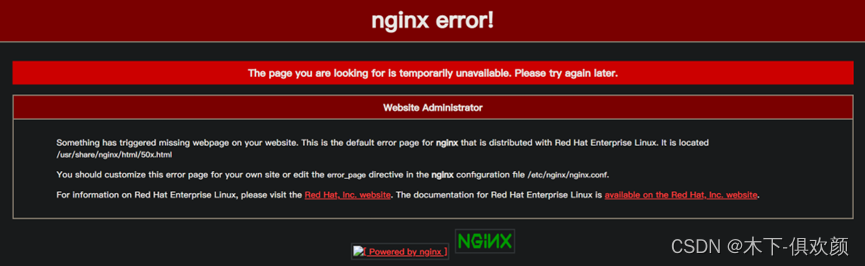 nginx error!
The page you are looking for is temporarily unavailable. Please try again later.
Website Administrator
Something has triggered missing webpage on your website. This is the default error page for nginx that is distributed with Red Hat Enterprise Linux. It is located
/usr/share/nginx/html/50x.html
You should customize this error page for your own site or edit the error_page directive in the nginx configuration file /etc/nginx/nginx.conf.
For information on Red Hat Enterprise Linux, please visit the Red Hat, Inc. website. The documentation for Red Hat Enterprise Linux is available on the Red Hat, Inc. website.
[ Powered by nginx ]
NGINX
CSDN @木下-俱欢颜